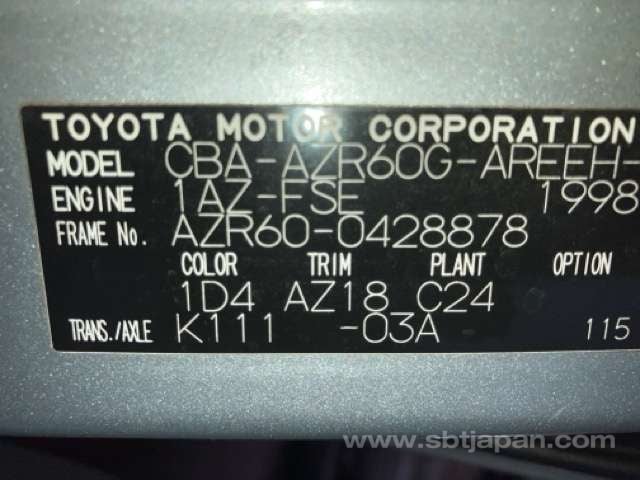 TOYOTA MOTOR CORPORATION
MODEL CBA-AZR60G-AREEH-
ENGINE 1AZ-FSE 1998
FRAME No. AZR60-0428878
COLOR TRIM PLANT OPTION
1D4 AZ18 C24
TRANS./AXLE K111 -03A 115
www.sbtjapan.com